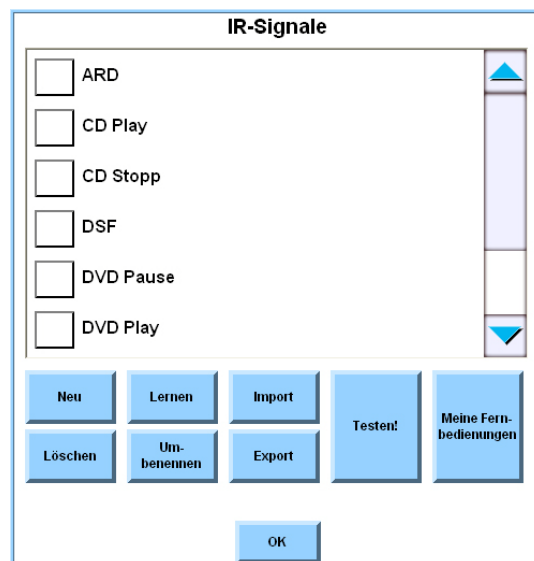 IR-Signale
ARD
CD Play
CD Stopp
DSF
DVD Pause
DVD Play
Neu
Lernen
Import
Testen!
Meine Fern-
bedienungen
Löschen
Um-
benennen
Export
OK